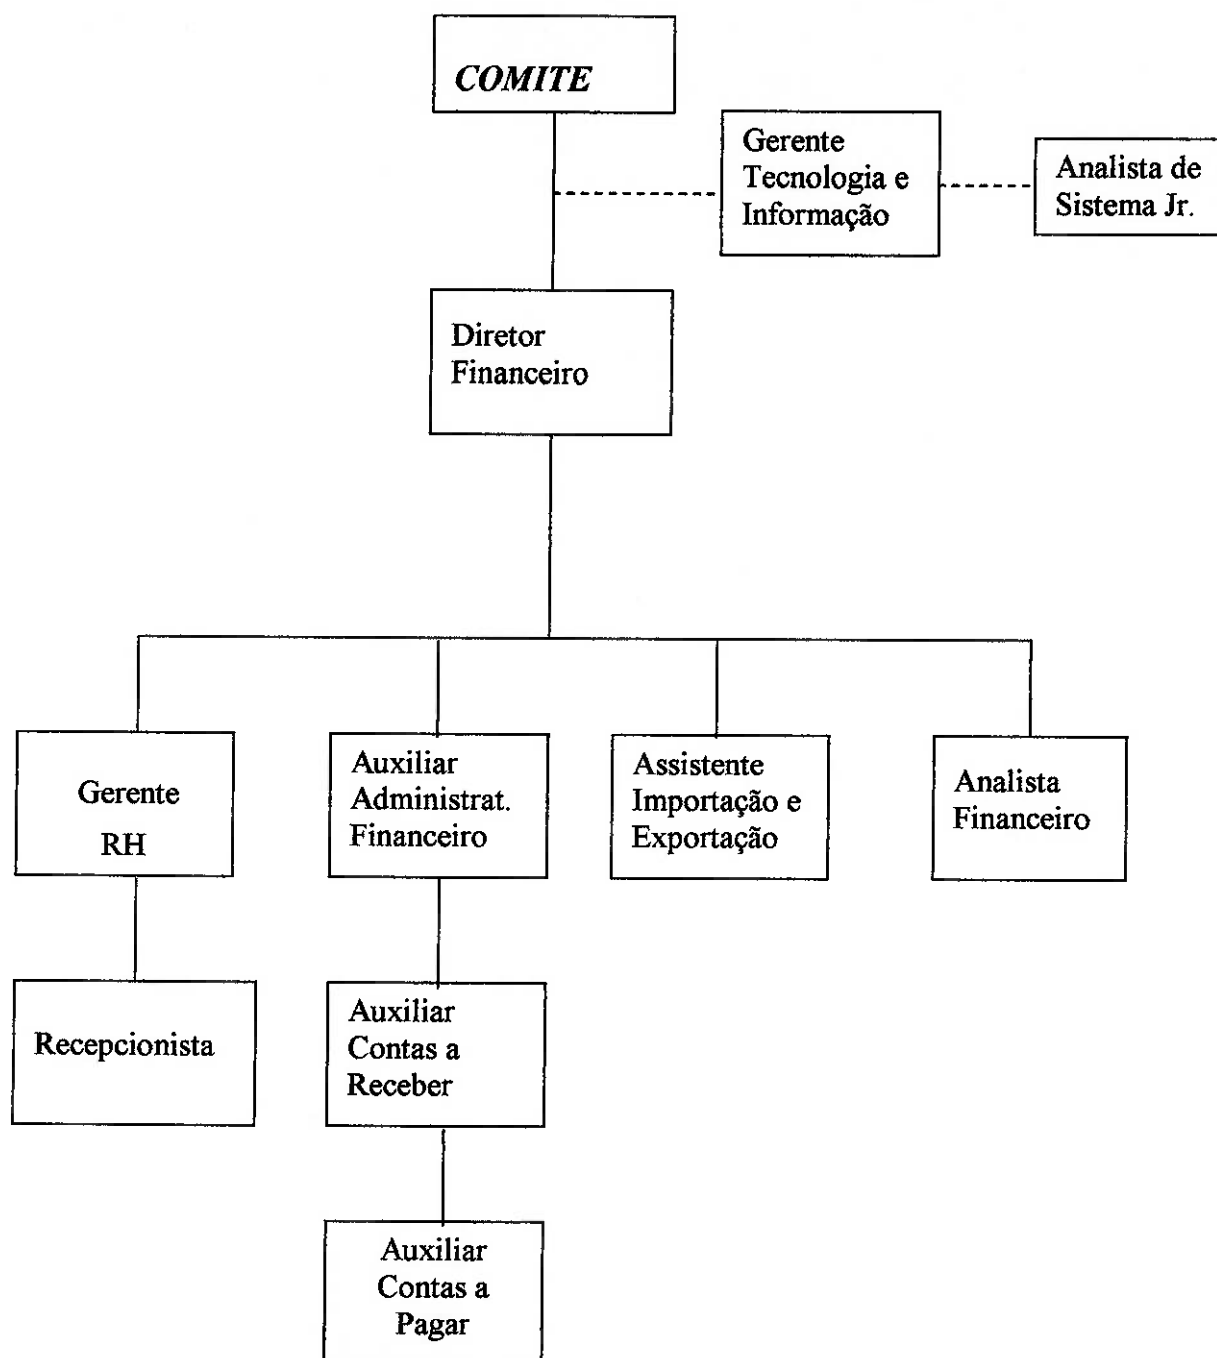 COMITE
Gerente
Tecnologia e
Informação
Analista de
Sistema Jr.
Diretor
Financeiro
Gerente
RH
Auxiliar
Administrat.
Financeiro
Assistente
Importação e
Exportação
Analista
Financeiro
Recepcionista
Auxiliar
Contas a
Receber
Auxiliar
Contas a
Pagar